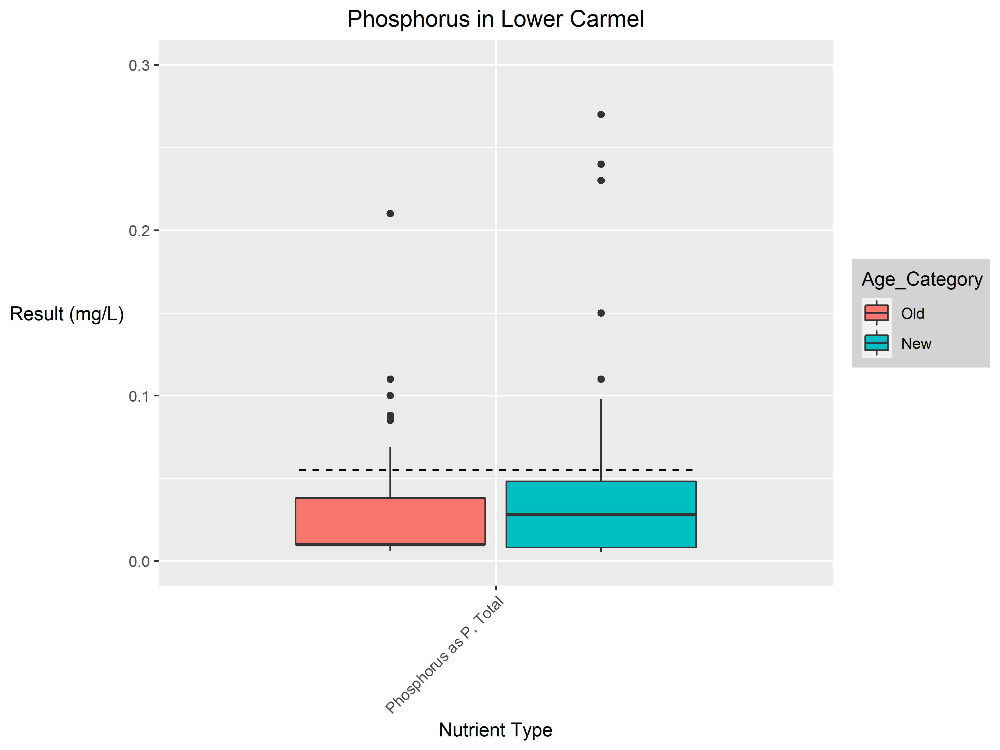 Phosphorus in Lower Carmel
0.3
0.2
0.1
0.0
Result (mg/L)
Phosphorus as P, Total
Nutrient Type
Age_Category
Old
New